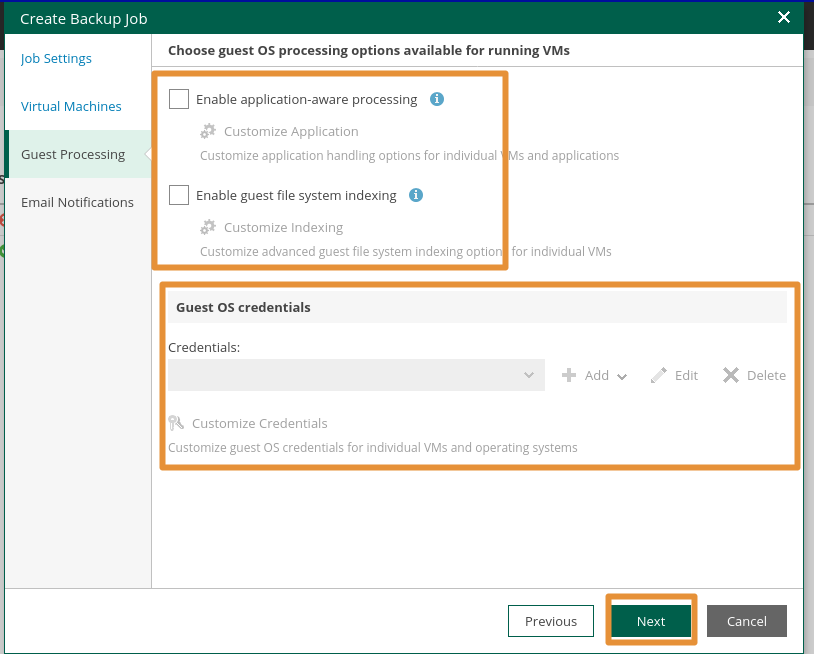 Create Backup Job
Job Settings
Virtual Machines
Guest Processing
Email Notifications
Choose guest OS processing options available for running VMs
Enable application-aware processing
Customize Application
Customize application handling options for individual VMs and applications
Enable guest file system indexing
Customize Indexing
Customize advanced guest file system indexing options for individual VMs
Guest OS credentials
Credentials:
Add Edit Delete
Customize Credentials
Customize guest OS credentials for individual VMs and operating systems
Previous Next Cancel